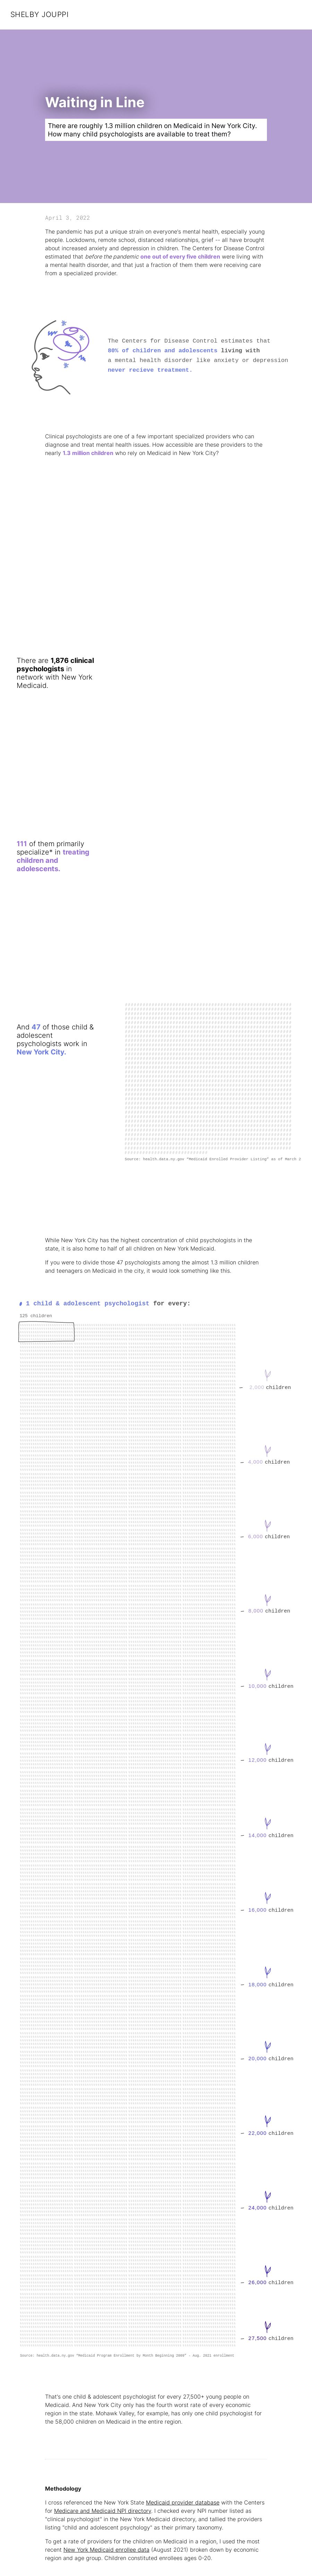 SHELBY JOUPPI
Waiting in Line
There are roughly 1.3 million children on Medicaid in New York City.
How many child psychologists are available to treat them?
April 3, 2022
The pandemic has put a unique strain on everyone's mental health, especially young
people. Lockdowns, remote school, distanced relationships, grief -- all have brought
about increased anxiety and depression in children. The Centers for Disease Control
estimated that before the pandemic one out of every five children were living with
a mental health disorder, and that just a fraction of them them were receiving care
from a specialized provider.
The Centers for Disease Control estimates that
80% of children and adolescents living with
a mental health disorder like anxiety or depression
never recieve treatment.
Clinical psychologists are one of a few important specialized providers who can
diagnose and treat mental health issues. How accessible are these providers to the
nearly 1.3 million children who rely on Medicaid in New York City?
There are 1,876 clinical
psychologists in
network with New York
Medicaid.
111 of them primarily
specialize* in treating
children and
adolescents.
And 47 of those child &
adolescent
psychologists work in
New York City.
Source: health.data.ny.gov "Medicaid Enrolled Provider Listing" as of March 2
While New York City has the highest concentration of child psychologists in the
state, it is also home to half of all children on New York Medicaid.
If you were to divide those 47 psychologists among the almost 1.3 million children
and teenagers on Medicaid in the city, it would look something like this.
1 child & adolescent psychologist for every:
125 children
children
— 4,000 children
— 6,000 children
— 8,000 children
— 10,000 children
— 12,000 children
— 14,000 children
— 16,000 children
— 18,000 children
— 20,000 children
— 22,000 children
— 24,000 children
— 26,000 children
— 27,500 children
Source: health.data.ny.gov "Medicaid Program Enrollment by Month Beginning 2009" - Aug. 2021 enrollment
That's one child & adolescent psychologist for every 27,500+ young people on
Medicaid. And New York City only has the fourth worst rate of every economic
region in the state. Mohawk Valley, for example, has only one child psychologist for
the 58,000 children on Medicaid in the entire region.
Methodology
I cross referenced the New York State Medicaid provider database with the Centers
for Medicare and Medicaid NPI directory. I checked every NPI number listed as
"clinical psychologist" in the New York Medicaid directory, and tallied the providers
listing "child and adolescent psychology" as their primary taxonomy.
To get a rate of providers for the children on Medicaid in a region, I used the most
recent New York Medicaid enrollee data (August 2021) broken down by economic
region and age group. Children constituted enrollees ages 0-20.